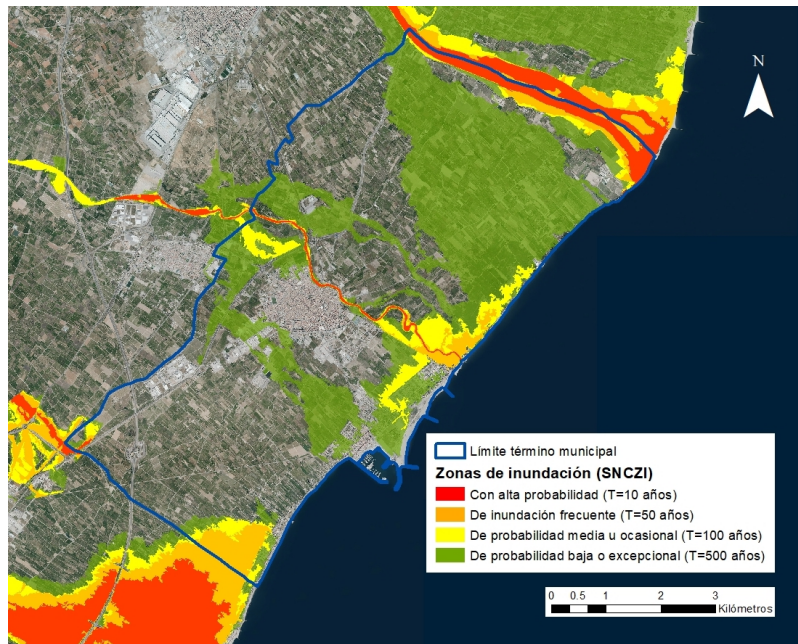 N
Límite término municipal
Zonas de inundación (SNCZI)
Con alta probabilidad (T=10 años)
De inundación frecuente (T=50 años)
De probabilidad media u ocasional (T=100 años)
De probabilidad baja o excepcional (T=500 años)
0 0.5 1 2 3
Kilómetros